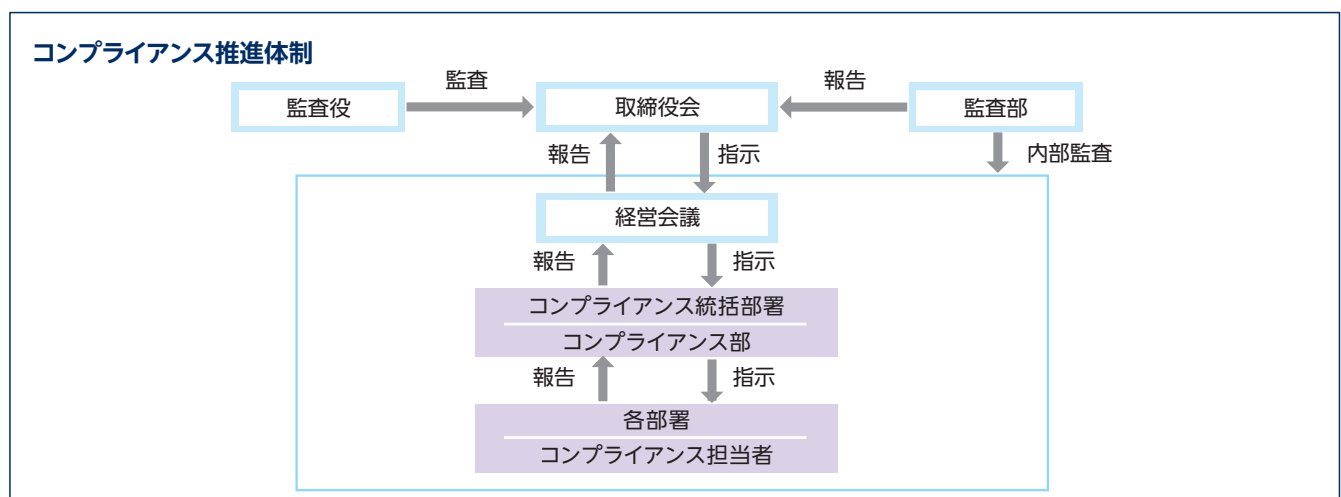 コンプライアンス推進体制
監査
報告
監査役
取締役会
監査部
報告
指示
内部監査
経営会議
報告
指示
コンプライアンス統括部署
コンプライアンス部
報告
指示
各部署
コンプライアンス担当者